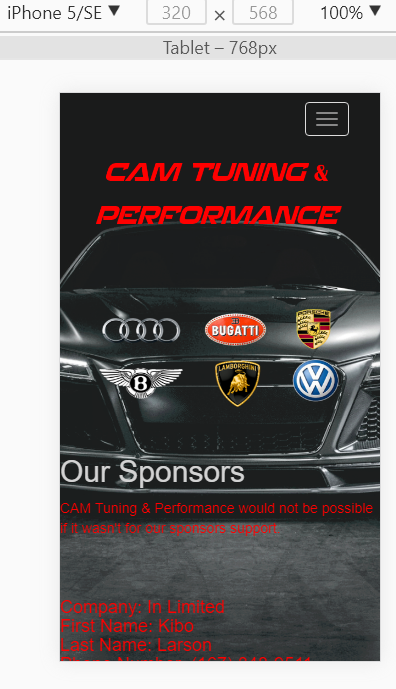 iPhone 5/SE ▼ 320 × 568 100% ▼
Tablet – 768px
CAM TUNING &
PERFORMANCE
BUGATTI
PORSCHE
LAMBORGHINI
B
VW
Our Sponsors
CAM Tuning & Performance would not be possible
if it wasn't for our sponsors support.
Company: In Limited
First Name: Kibo
Last Name: Larson